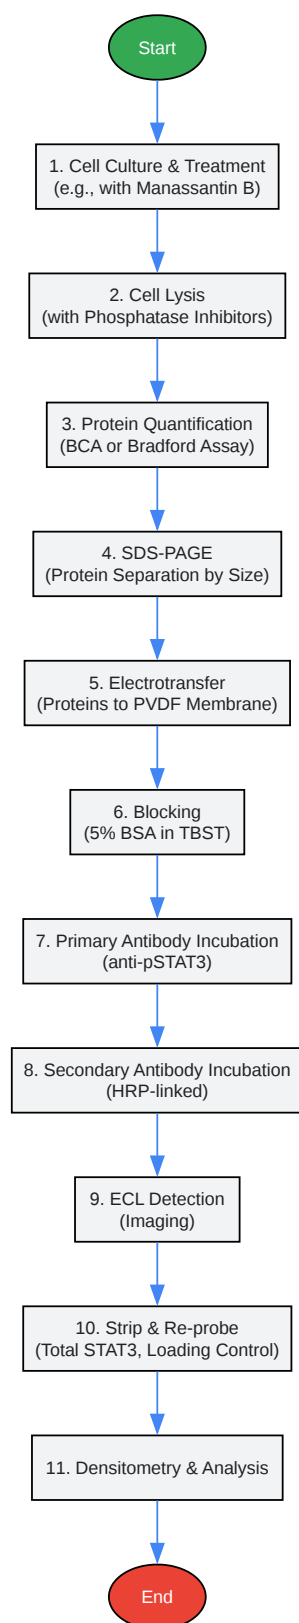 Start
1. Cell Culture & Treatment
(e.g., with Manassantin B)
2. Cell Lysis
(with Phosphatase Inhibitors)
3. Protein Quantification
(BCA or Bradford Assay)
4. SDS-PAGE
(Protein Separation by Size)
5. Electrotransfer
(Proteins to PVDF Membrane)
6. Blocking
(5% BSA in TBST)
7. Primary Antibody Incubation
(anti-pSTAT3)
8. Secondary Antibody Incubation
(HRP-linked)
9. ECL Detection
(Imaging)
10. Strip & Re-probe
(Total STAT3, Loading Control)
11. Densitometry & Analysis
End